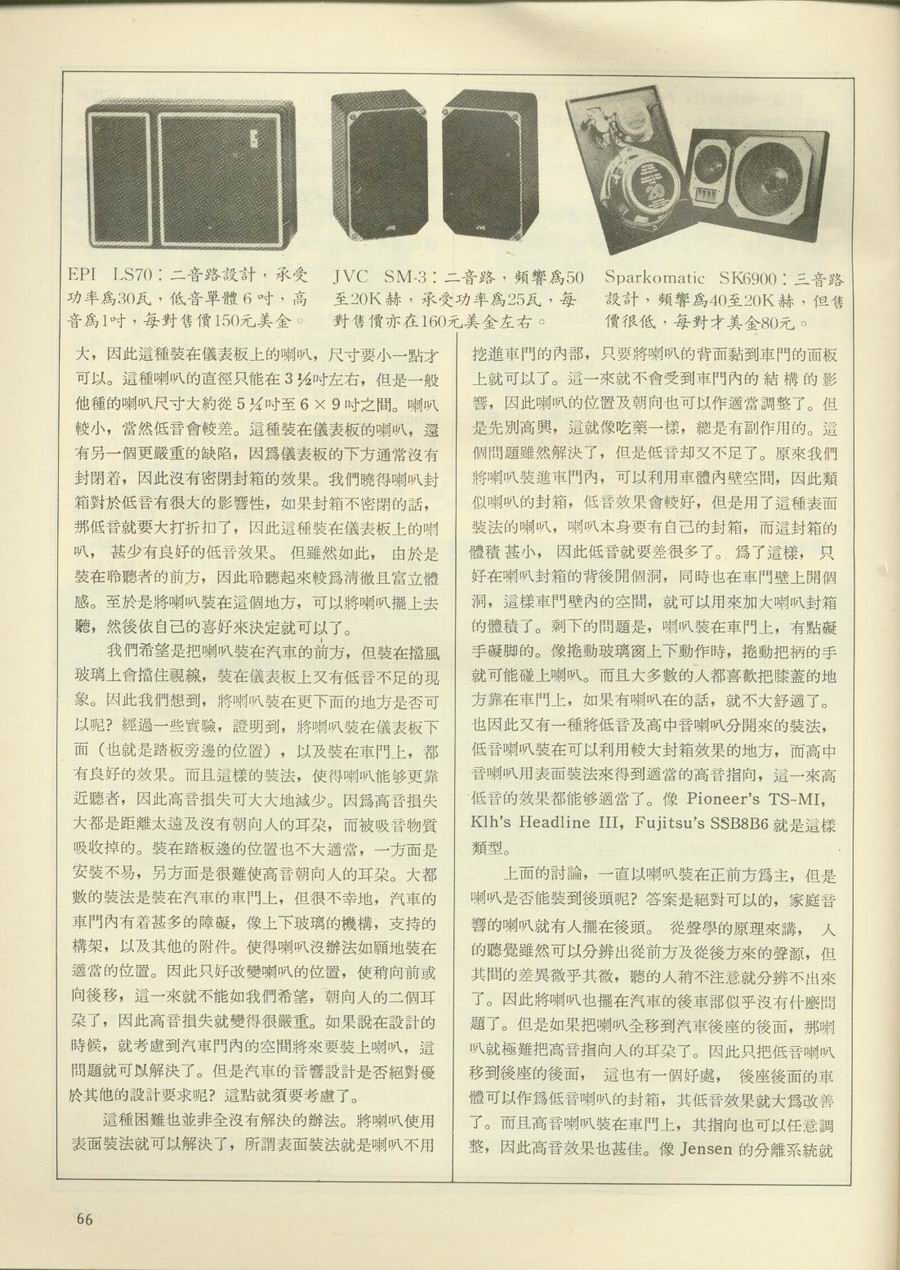 EPI LS70：二音路設計，承受
功率爲30瓦，低音單體6吋，高
音爲1吋，每對售價150元美金。
JVC SM-3：二音路，頻響爲50
至20K赫，承受功率爲25瓦，每
對售價亦在160元美金左右。
Sparkomatic SK6900：三音路
設計，頻響爲40至20K赫，但售
價很低，每對才美金80元。
大，因此這種裝在儀表板上的喇叭，尺寸要小一點才
可以。這種喇叭的直徑只能在3½吋左右，但是一般
他種的喇叭尺寸大約從5¼吋至6×9吋之間。喇叭
較小，當然低音會較差。這種裝在儀表板的喇叭，還
有另一個更嚴重的缺陷，因爲儀表板的下方通常沒有
封閉着，因此沒有密閉封箱的效果。我們曉得喇叭封
箱對於低音有很大的影響性，如果封箱不密閉的話，
那低音就要大打折扣了，因此這種裝在儀表板上的喇
叭，甚少有良好的低音效果。但雖然如此，由於是
裝在聆聽者的前方，因此聆聽起來較爲清徹且富立體
感。至於是將喇叭裝在這個地方，可以將喇叭擺上去
聽，然後依自己的喜好來決定就可以了。
我們希望是把喇叭裝在汽車的前方，但裝在擋風
玻璃上會擋住視線，裝在儀表板上又有低音不足的現
象。因此我們想到，將喇叭裝在更下面的地方是否可
以呢？經過一些實驗，證明到，將喇叭裝在儀表板下
面（也就是踏板旁邊的位置），以及裝在車門上，都
有良好的效果。而且這樣的裝法，使得喇叭能够更靠
近聽者，因此高音損失可大大地減少。因爲高音損失
大都是距離太遠及沒有朝向人的耳朶，而被吸音物質
吸收掉的。裝在踏板邊的位置也不大適當，一方面是
安裝不易，另方面是很難使高音朝向人的耳朶。大都
數的裝法是裝在汽車的車門上，但很不幸地，汽車的
車門內有着甚多的障礙，像上下玻璃的機構，支持的
構架，以及其他的附件。使得喇叭沒辦法如願地裝在
適當的位置。因此只好改變喇叭的位置，使稍向前或
向後移，這一來就不能如我們希望，朝向人的二個耳
朶了，因此高音損失就變得很嚴重。如果說在設計的
時候，就考慮到汽車門內的空間將來要裝上喇叭，這
問題就可以解決了。但是汽車的音響設計是否絕對優
於其他的設計要求呢？這點就須要考慮了。
這種困難也並非全沒有解決的辦法。將喇叭使用
表面裝法就可以解決了，所謂表面裝法就是喇叭不用
挖進車門的內部，只要將喇叭的背面黏到車門的面板
上就可以了。這一來就不會受到車門內的結構的影
響，因此喇叭的位置及朝向也可以作適當調整了。但
是先別高興，這就像吃藥一樣，總是有副作用的。這
個問題雖然解決了，但是低音却又不足了。原來我們
將喇叭裝進車門內，可以利用車體內壁空間，因此類
似喇叭的封箱，低音效果會較好，但是用了這種表面
裝法的喇叭，喇叭本身要有自己的封箱，而這封箱的
體積甚小，因此低音就要差很多了。爲了這樣，只
好在喇叭封箱的背後開個洞，同時也在車門壁上開個
洞，這樣車門壁內的空間，就可以用來加大喇叭封箱
的體積了。剩下的問題是，喇叭裝在車門上，有點礙
手礙脚的。像捲動玻璃窗上下動作時，捲動把柄的手
就可能碰上喇叭。而且大多數的人都喜歡把膝蓋的地
方靠在車門上，如果有喇叭在的話，就不大舒適了。
也因此又有一種將低音及高中音喇叭分開來的裝法，
低音喇叭裝在可以利用較大封箱效果的地方，而高中
音喇叭用表面裝法來得到適當的高音指向，這一來高
低音的效果都能够適當了。像 Pioneer's TS-MI，
Klh's Headline III，Fujitsu's SSB8B6 就是這樣
類型。
上面的討論，一直以喇叭裝在正前方爲主，但是
喇叭是否能裝到後頭呢？答案是絕對可以的，家庭音
響的喇叭就有人擺在後頭。從聲學的原理來講，人
的聽覺雖然可以分辨出從前方及從後方來的聲源，但
其間的差異微乎其微，聽的人稍不注意就分辨不出來
了。因此將喇叭也擺在汽車的後車部似乎沒有什麼問
題了。但是如果把喇叭全移到汽車後座的後面，那喇
叭就極難把高音指向人的耳朶了。因此只把低音喇叭
移到後座的後面，這也有一個好處，後座後面的車
體可以作爲低音喇叭的封箱，其低音效果就大爲改善
了。而且高音喇叭裝在車門上，其指向也可以任意調
整，因此高音效果也甚佳。像 Jensen 的分離系統就
66